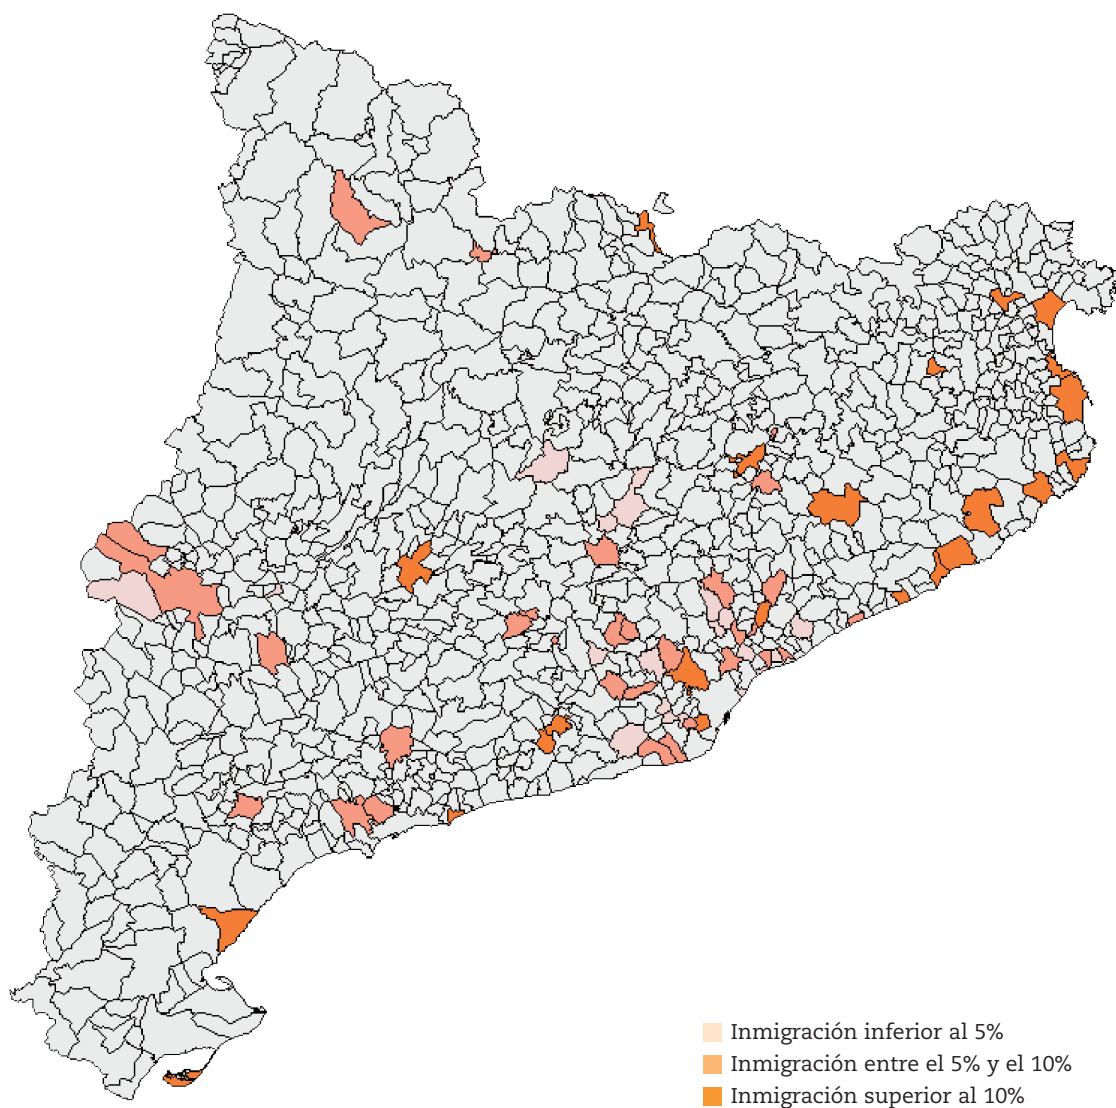 Inmigración inferior al 5%
Inmigración entre el 5% y el 10%
Inmigración superior al 10%